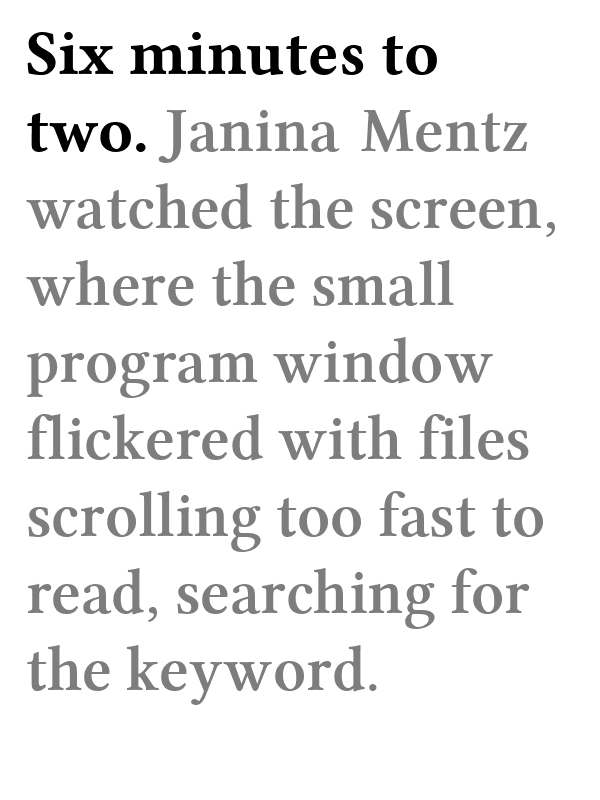 Six minutes to
two. Janina Mentz
watched the screen,
where the small
program window
flickered with files
scrolling too fast to
read, searching for
the keyword.